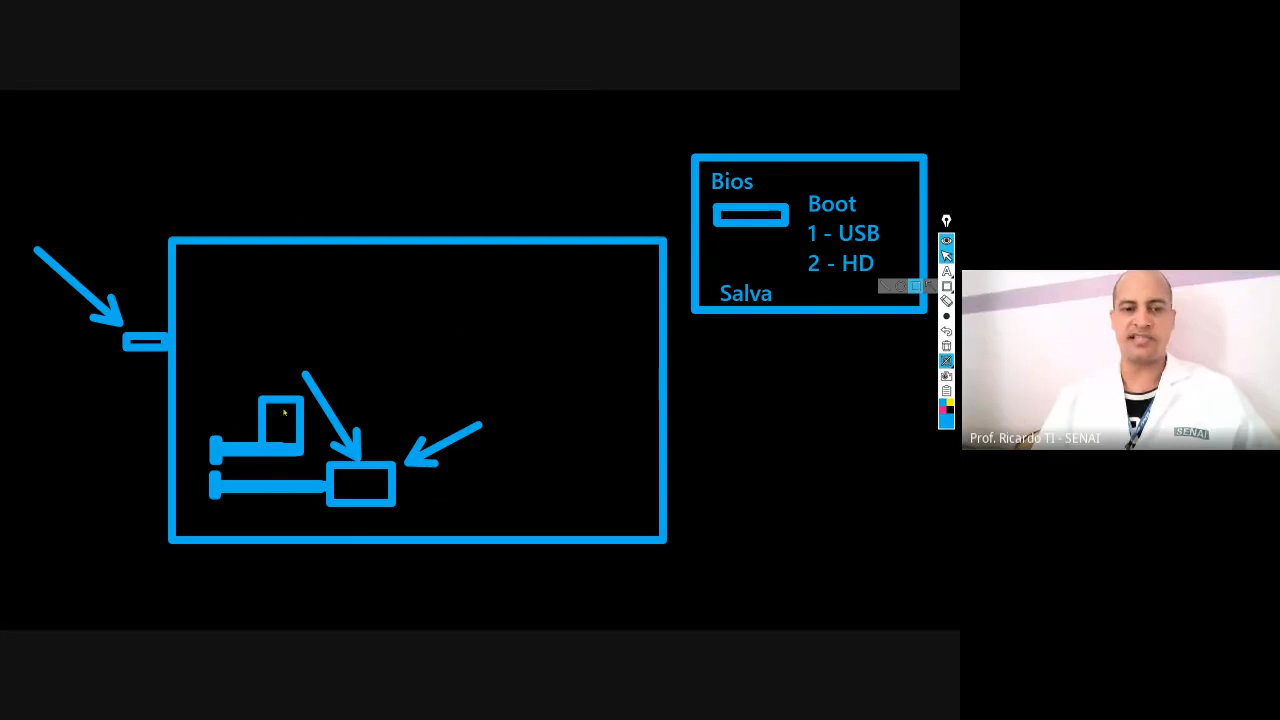 Bios
Boot
1 - USB
2 - HD
Salva
Prof. Ricardo TI - SENAI
SENAI